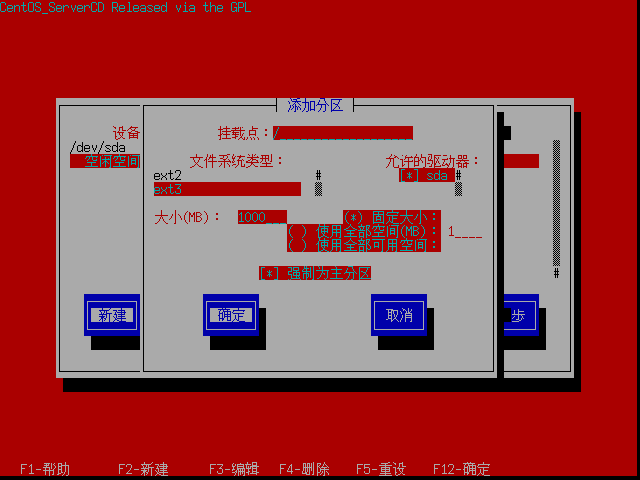 CentOS_ServerCD Released via the GPL
添加分区
设备
挂载点： /
/dev/sda
空闲空间
文件系统类型： 允许的驱动器：
ext2 # [*] sda #
ext3
大小(MB)： 1000 (*) 固定大小：
( ) 使用全部空间(MB)： 1____
( ) 使用全部可用空间：
[*] 强制为主分区 #
新建 确定 取消 步
F1-帮助 F2-新建 F3-编辑 F4-删除 F5-重设 F12-确定